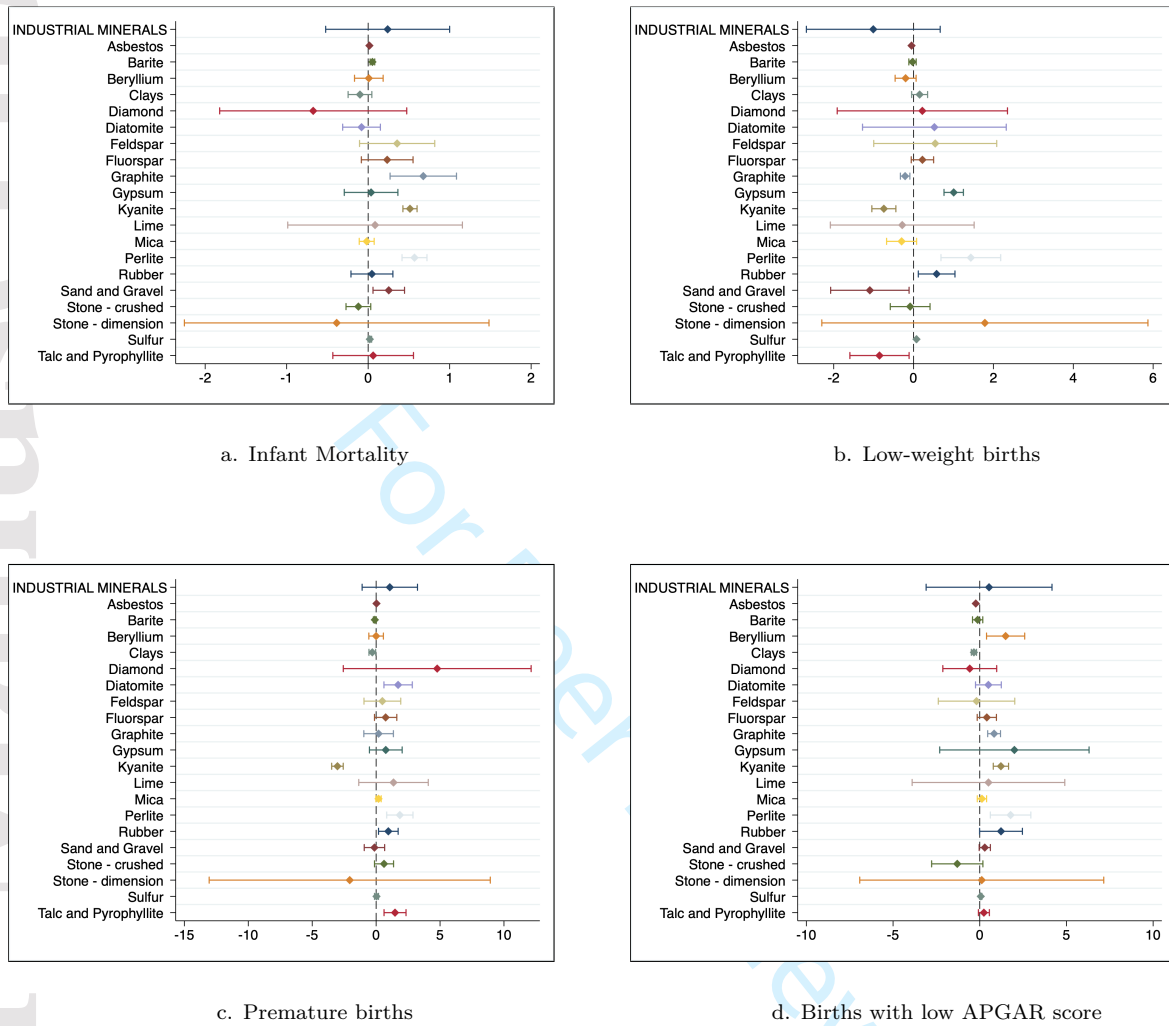 INDUSTRIAL MINERALS
Asbestos
Barite
Beryllium
Clays
Diamond
Diatomite
Feldspar
Fluorspar
Graphite
Gypsum
Kyanite
Lime
Mica
Perlite
Rubber
Sand and Gravel
Stone - crushed
Stone - dimension
Sulfur
Talc and Pyrophyllite
-2 -1 0 1 2
a. Infant Mortality
INDUSTRIAL MINERALS
Asbestos
Barite
Beryllium
Clays
Diamond
Diatomite
Feldspar
Fluorspar
Graphite
Gypsum
Kyanite
Lime
Mica
Perlite
Rubber
Sand and Gravel
Stone - crushed
Stone - dimension
Sulfur
Talc and Pyrophyllite
-2 0 2 4 6
b. Low-weight births
INDUSTRIAL MINERALS
Asbestos
Barite
Beryllium
Clays
Diamond
Diatomite
Feldspar
Fluorspar
Graphite
Gypsum
Kyanite
Lime
Mica
Perlite
Rubber
Sand and Gravel
Stone - crushed
Stone - dimension
Sulfur
Talc and Pyrophyllite
-15 -10 -5 0 5 10
c. Premature births
INDUSTRIAL MINERALS
Asbestos
Barite
Beryllium
Clays
Diamond
Diatomite
Feldspar
Fluorspar
Graphite
Gypsum
Kyanite
Lime
Mica
Perlite
Rubber
Sand and Gravel
Stone - crushed
Stone - dimension
Sulfur
Talc and Pyrophyllite
-10 -5 0 5 10
d. Births with low APGAR score
For